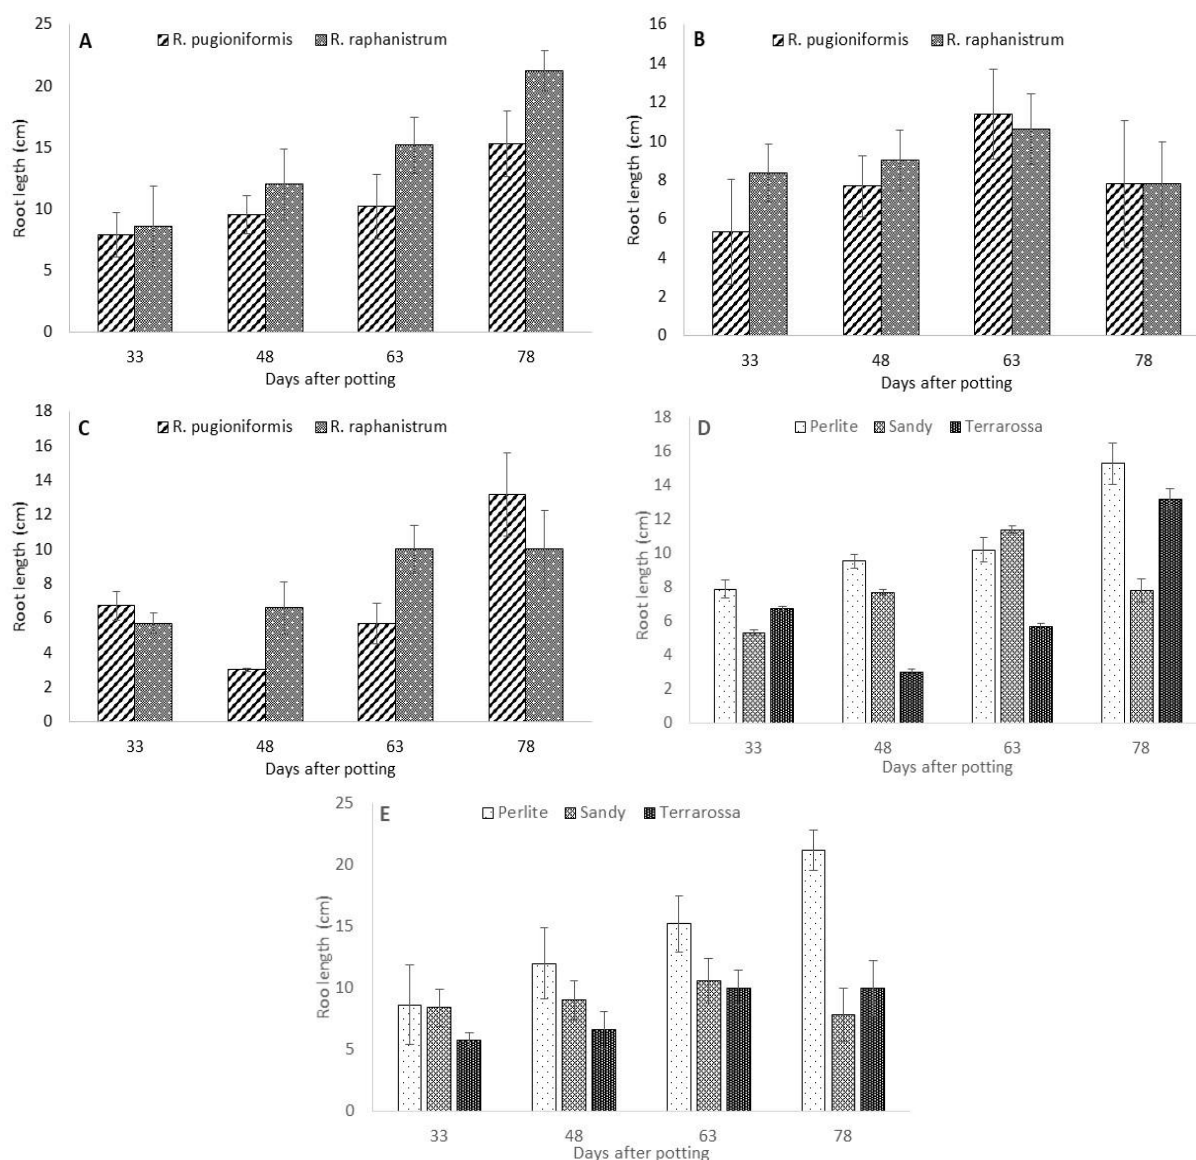 A
R. pugioniformis R. raphanistrum
Root legth (cm)
25
20
15
10
5
0
33 48 63 78
Days after potting
B
R. pugioniformis R. raphanistrum
Root length (cm)
16
14
12
10
8
6
4
2
0
33 48 63 78
Days after potting
C
R. pugioniformis R. raphanistrum
Root length (cm)
18
16
14
12
10
8
6
4
2
0
33 48 63 78
Days after potting
D
Perlite Sandy Terrarossa
Root length (cm)
18
16
14
12
10
8
6
4
2
0
33 48 63 78
Days after potting
E
Perlite Sandy Terrarossa
Roo length (cm)
25
20
15
10
5
0
33 48 63 78
Days after potting